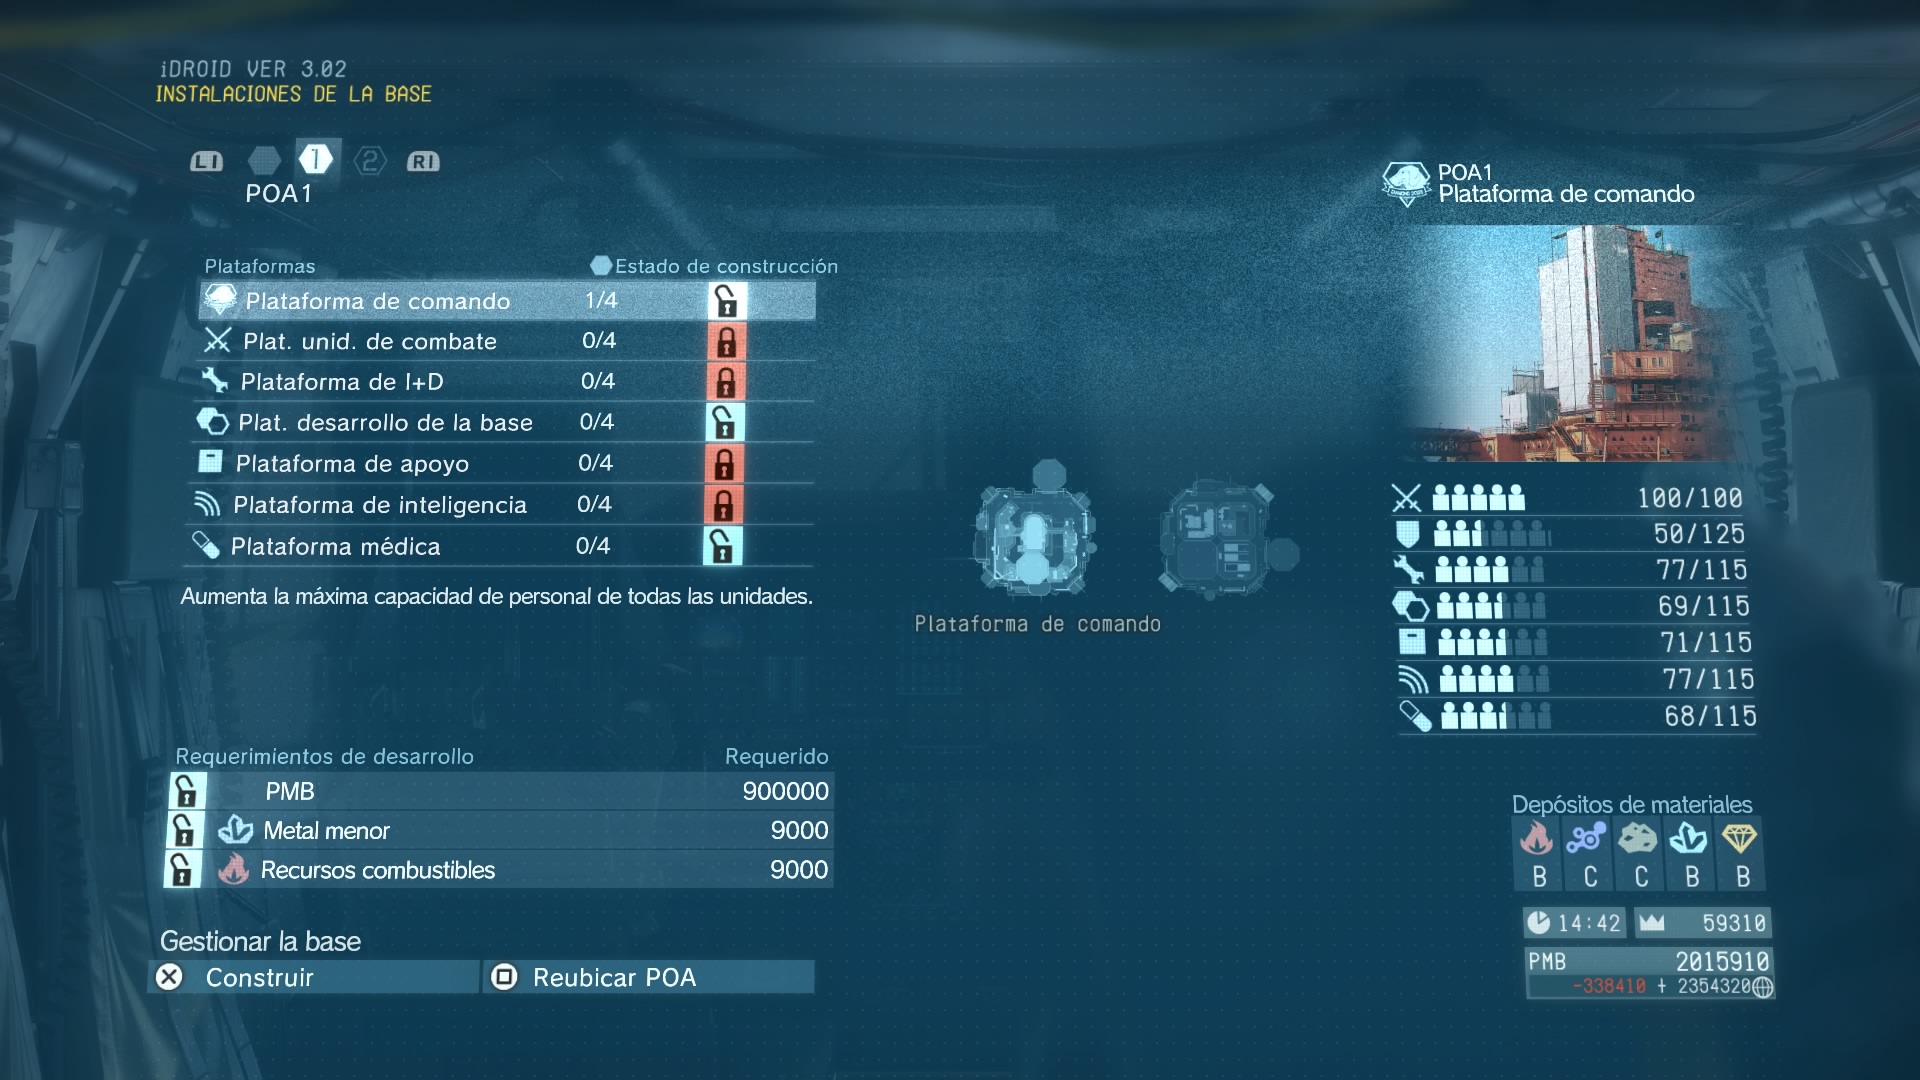 iDROID VER 3.02
INSTALACIONES DE LA BASE
L1 1 2 R1
POA1
Plataformas Estado de construcción
Plataforma de comando 1/4
Plat. unid. de combate 0/4
Plataforma de I+D 0/4
Plat. desarrollo de la base 0/4
Plataforma de apoyo 0/4
Plataforma de inteligencia 0/4
Plataforma médica 0/4
Aumenta la máxima capacidad de personal de todas las unidades.
Requerimientos de desarrollo Requerido
PMB 900000
Metal menor 9000
Recursos combustibles 9000
Gestionar la base
Construir Reubicar POA
Plataforma de comando
POA1
Plataforma de comando
100/100
50/125
77/115
69/115
71/115
77/115
68/115
Depósitos de materiales
B C C B B
14:42 59310
PMB 2015910
-338410 + 2354320